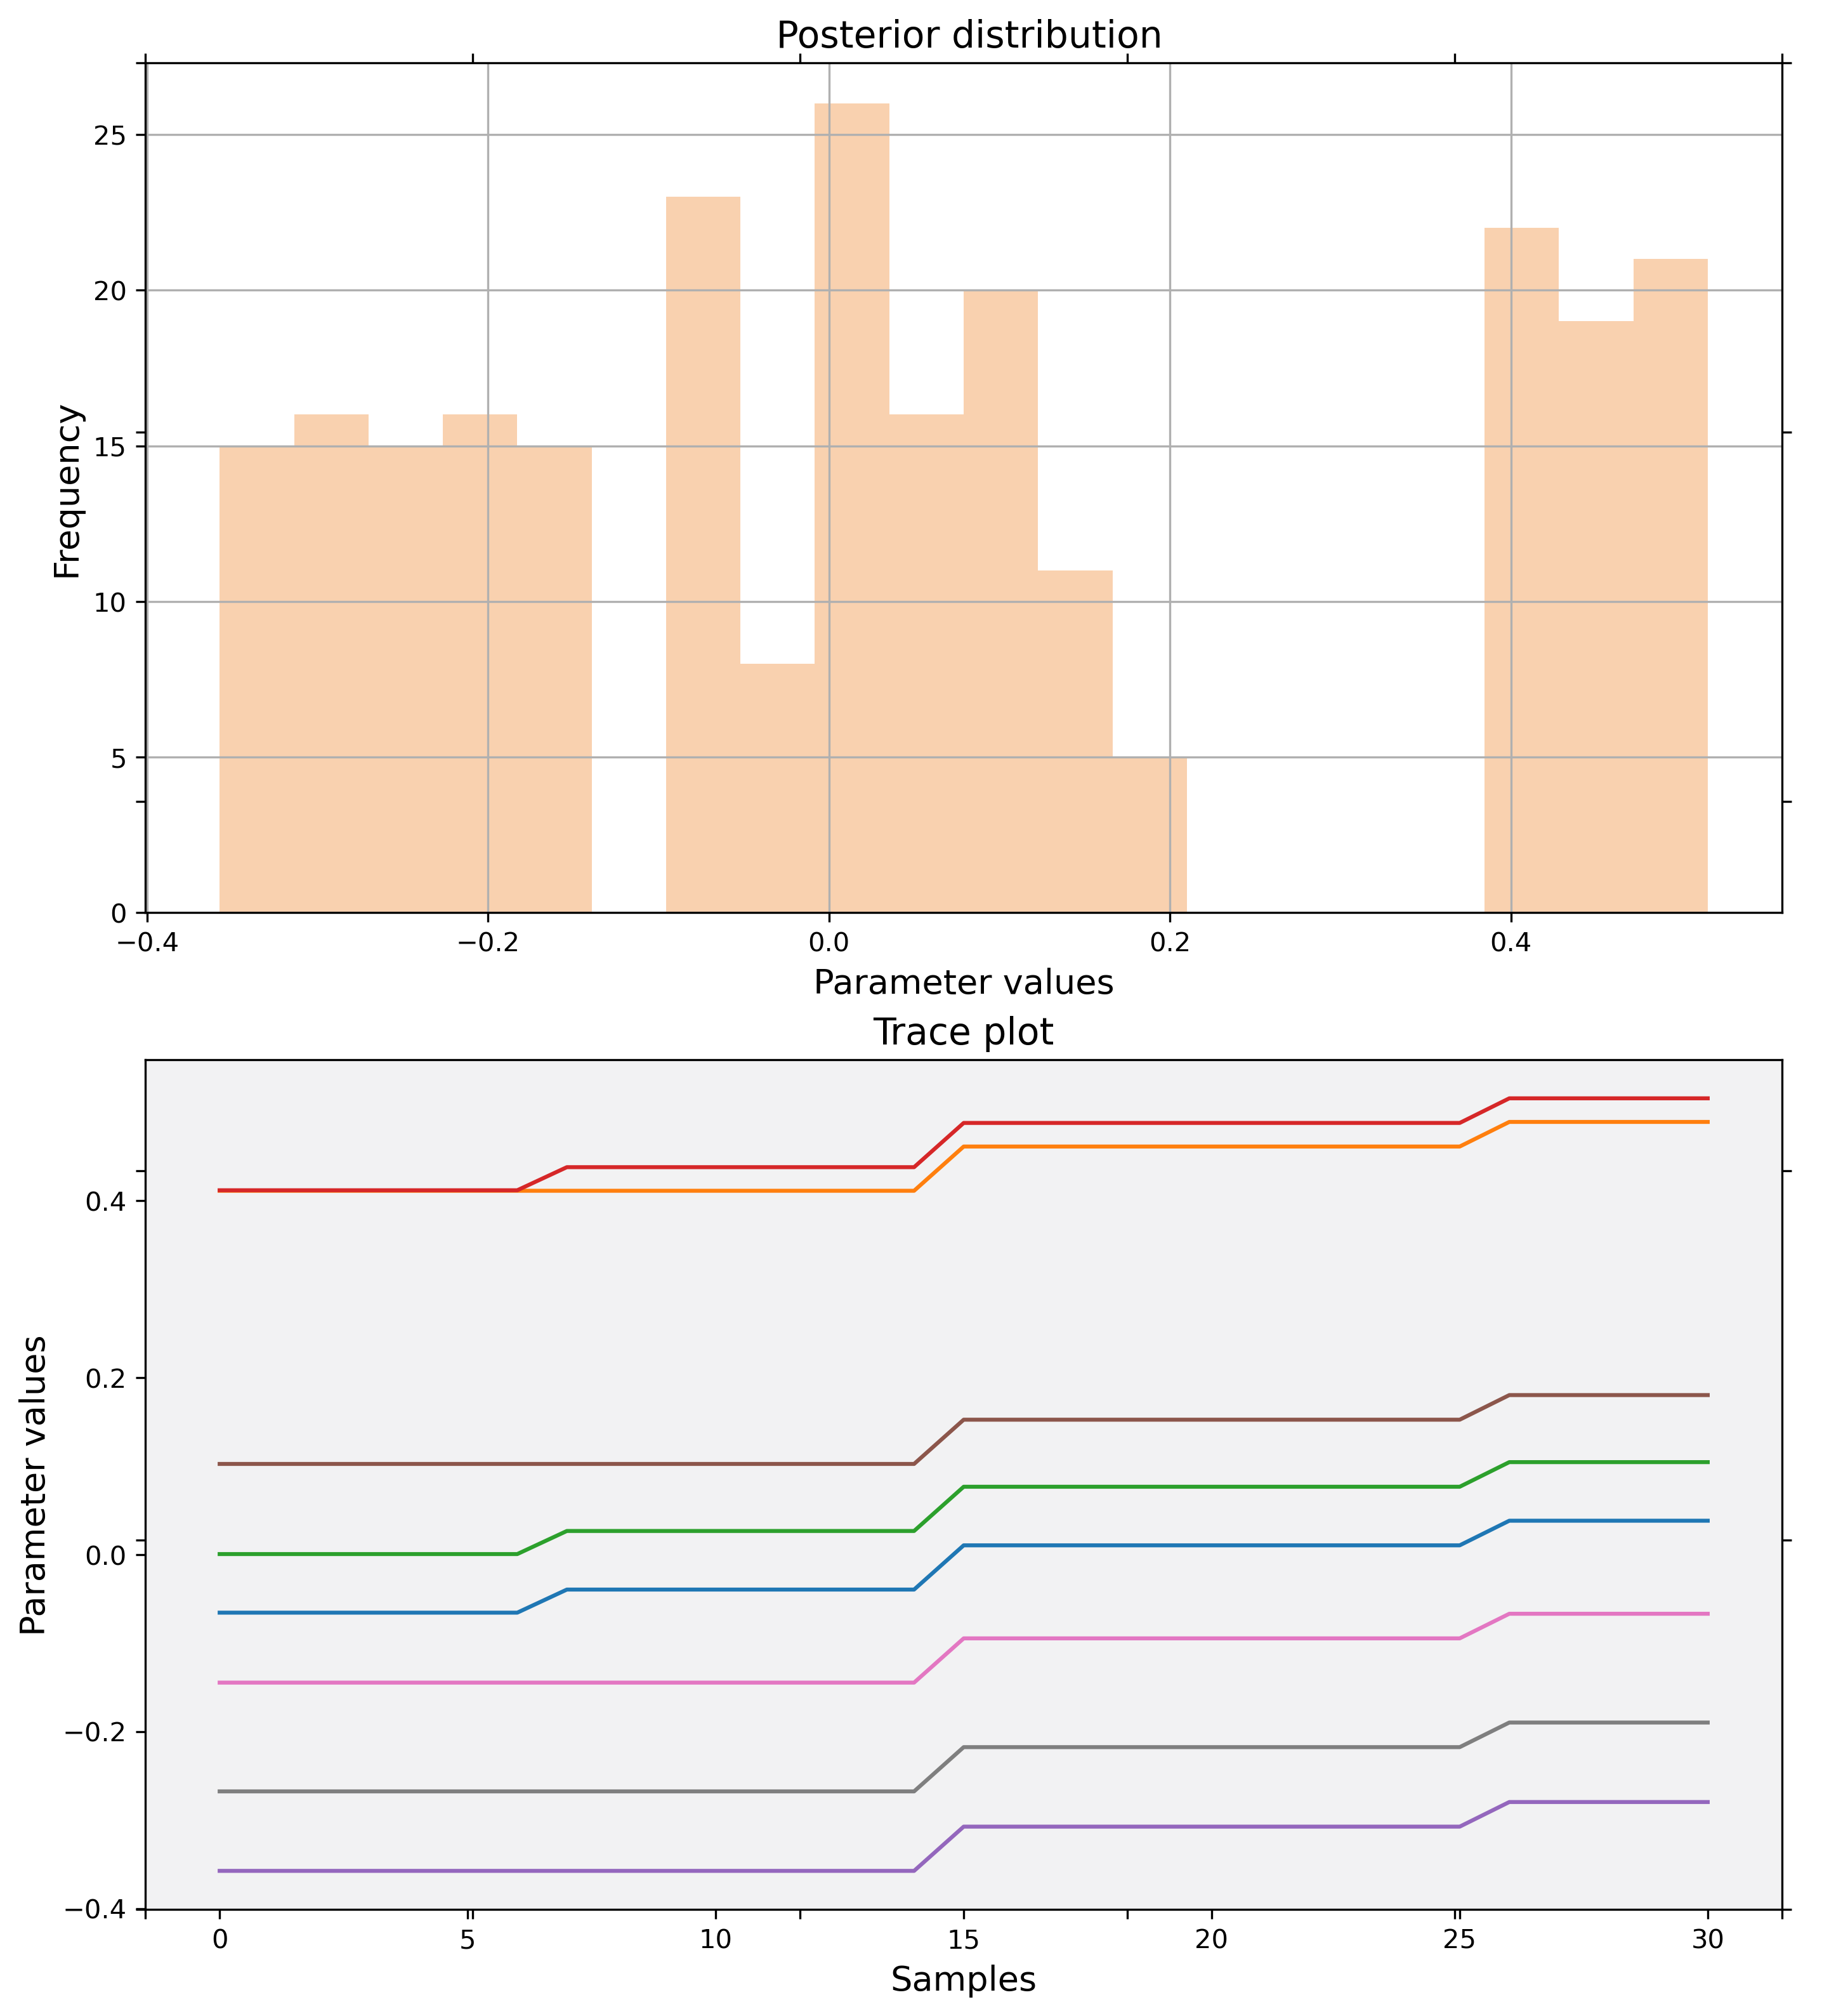 Posterior distribution
25
20
15
10
5
0
Frequency
−0.4 −0.2 0.0 0.2 0.4
Parameter values
Trace plot
0.4
0.2
0.0
−0.2
−0.4
Parameter values
0 5 10 15 20 25 30
Samples